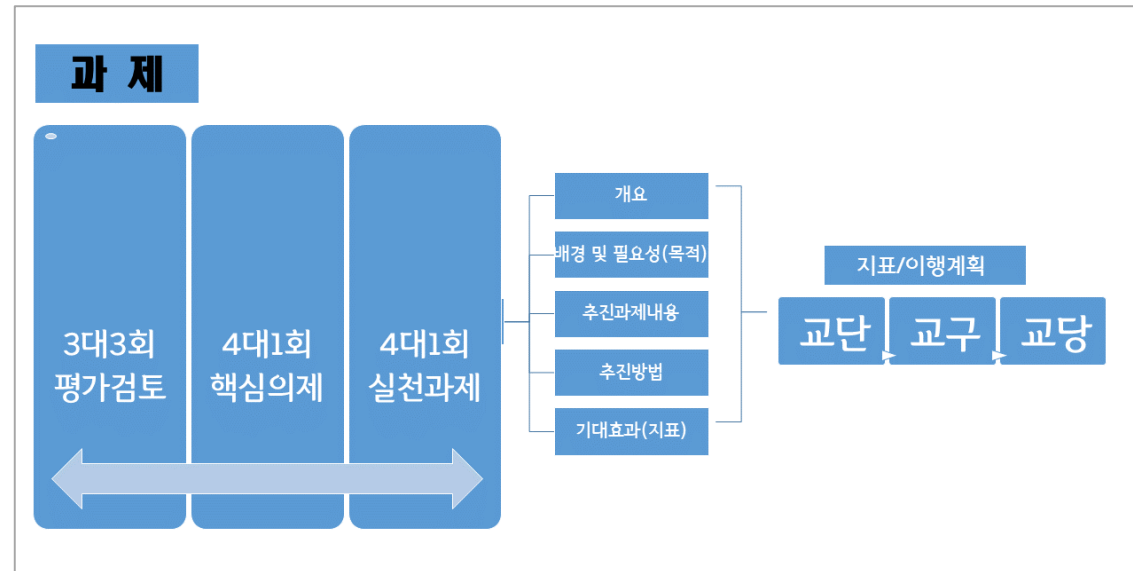 과 제
3대3회
평가검토
4대1회
핵심의제
4대1회
실천과제
개요
배경 및 필요성(목적)
추진과제내용
추진방법
기대효과(지표)
지표/이행계획
교단
교구
교당